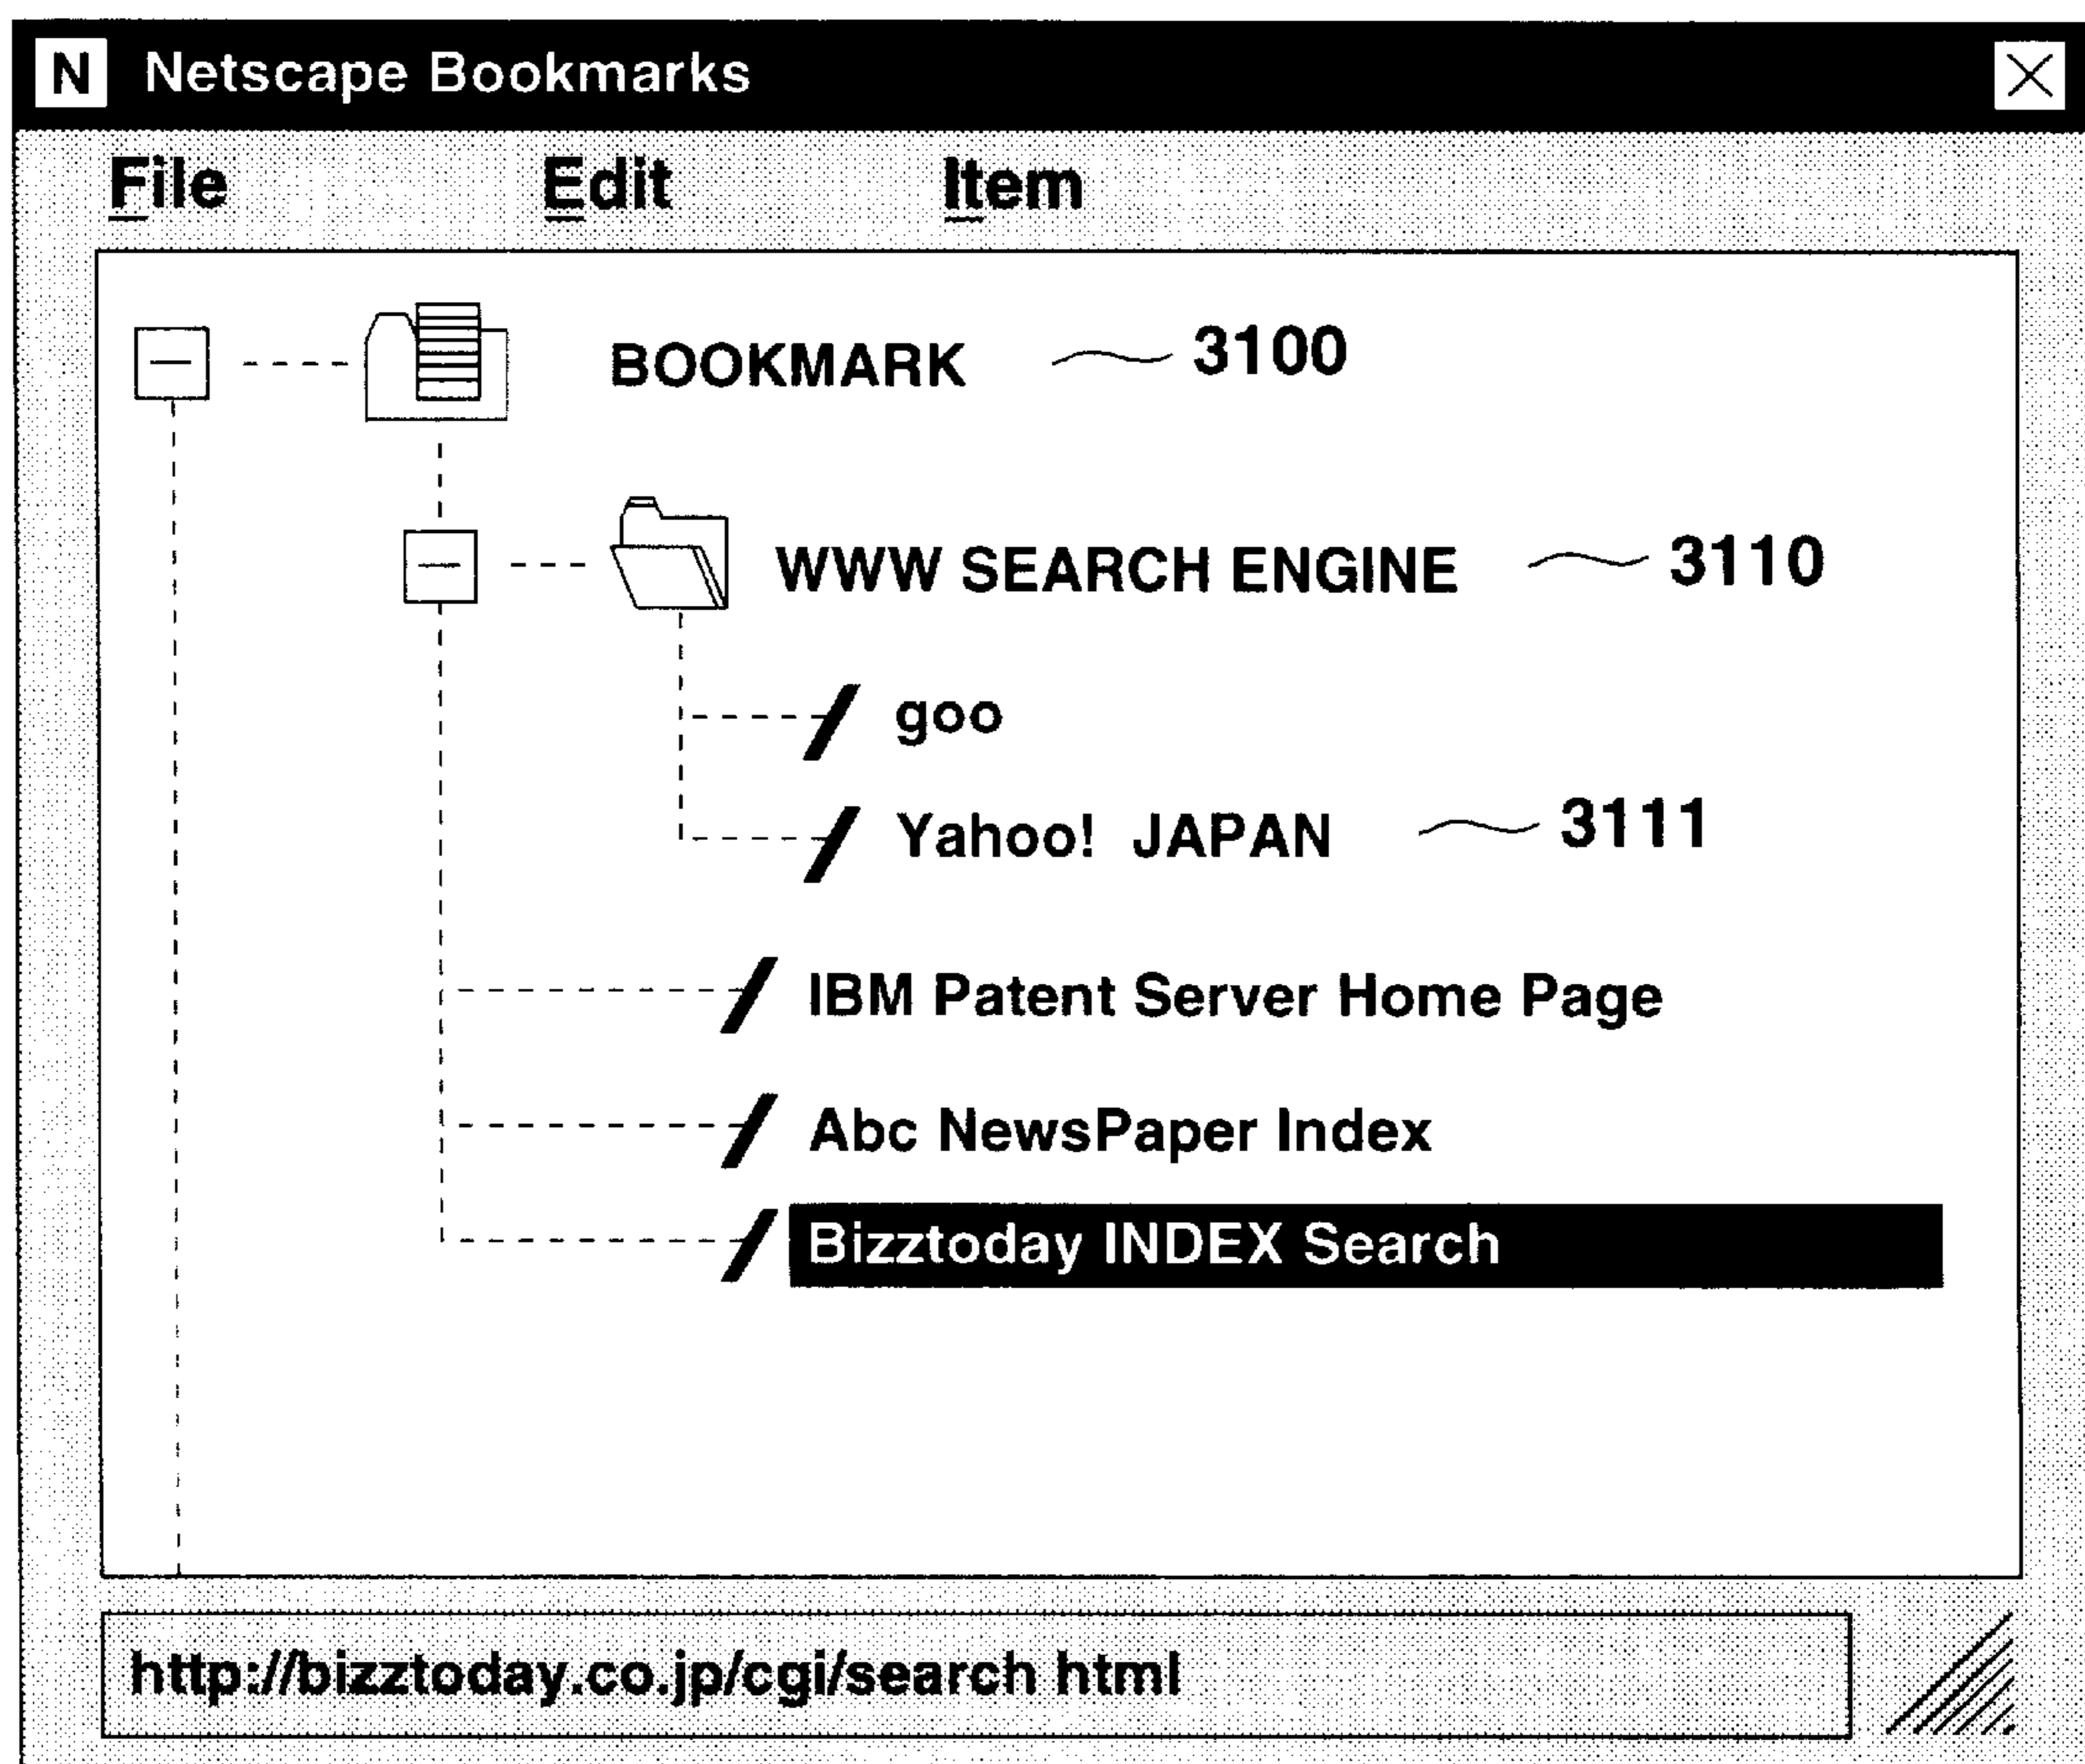 N Netscape Bookmarks
File Edit Item
BOOKMARK 3100
WWW SEARCH ENGINE 3110
goo
Yahoo! JAPAN 3111
IBM Patent Server Home Page
Abc NewsPaper Index
Bizztoday INDEX Search
http://bizztoday.co.jp/cgi/search html